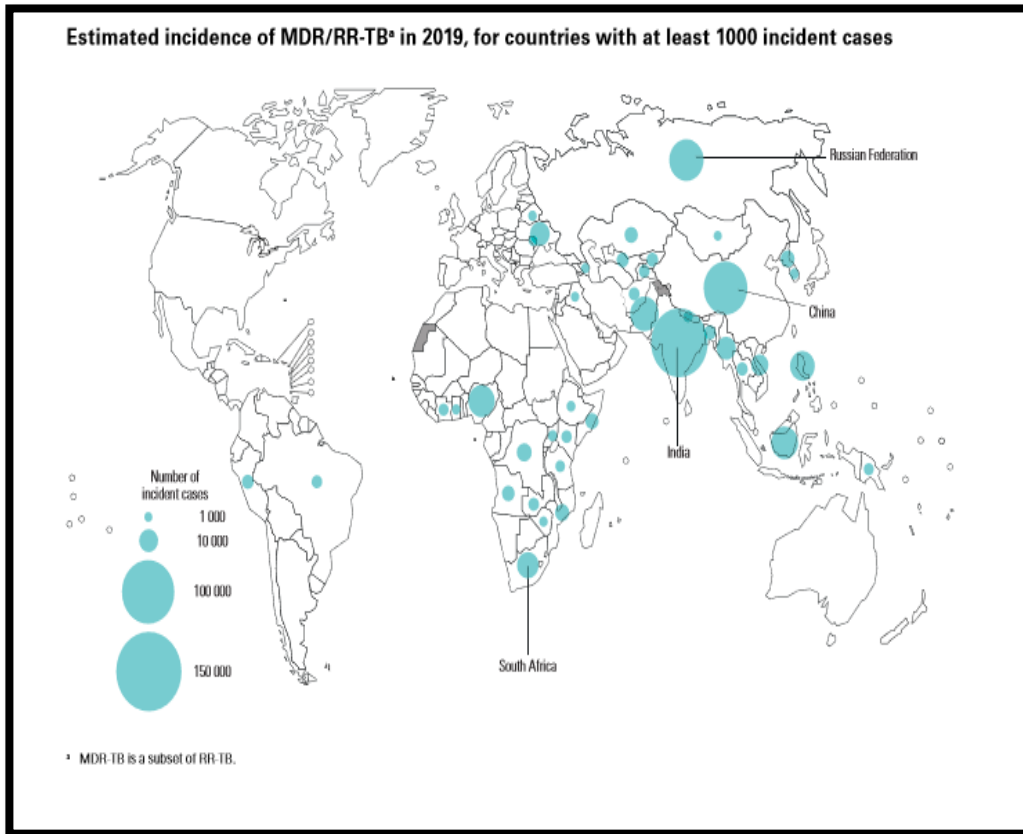 Estimated incidence of MDR/RR-TBª in 2019, for countries with at least 1000 incident cases
Russian Federation
China
India
Number of
incident cases
1 000
10 000
100 000
150 000
South Africa
ª MDR-TB is a subset of RR-TB.